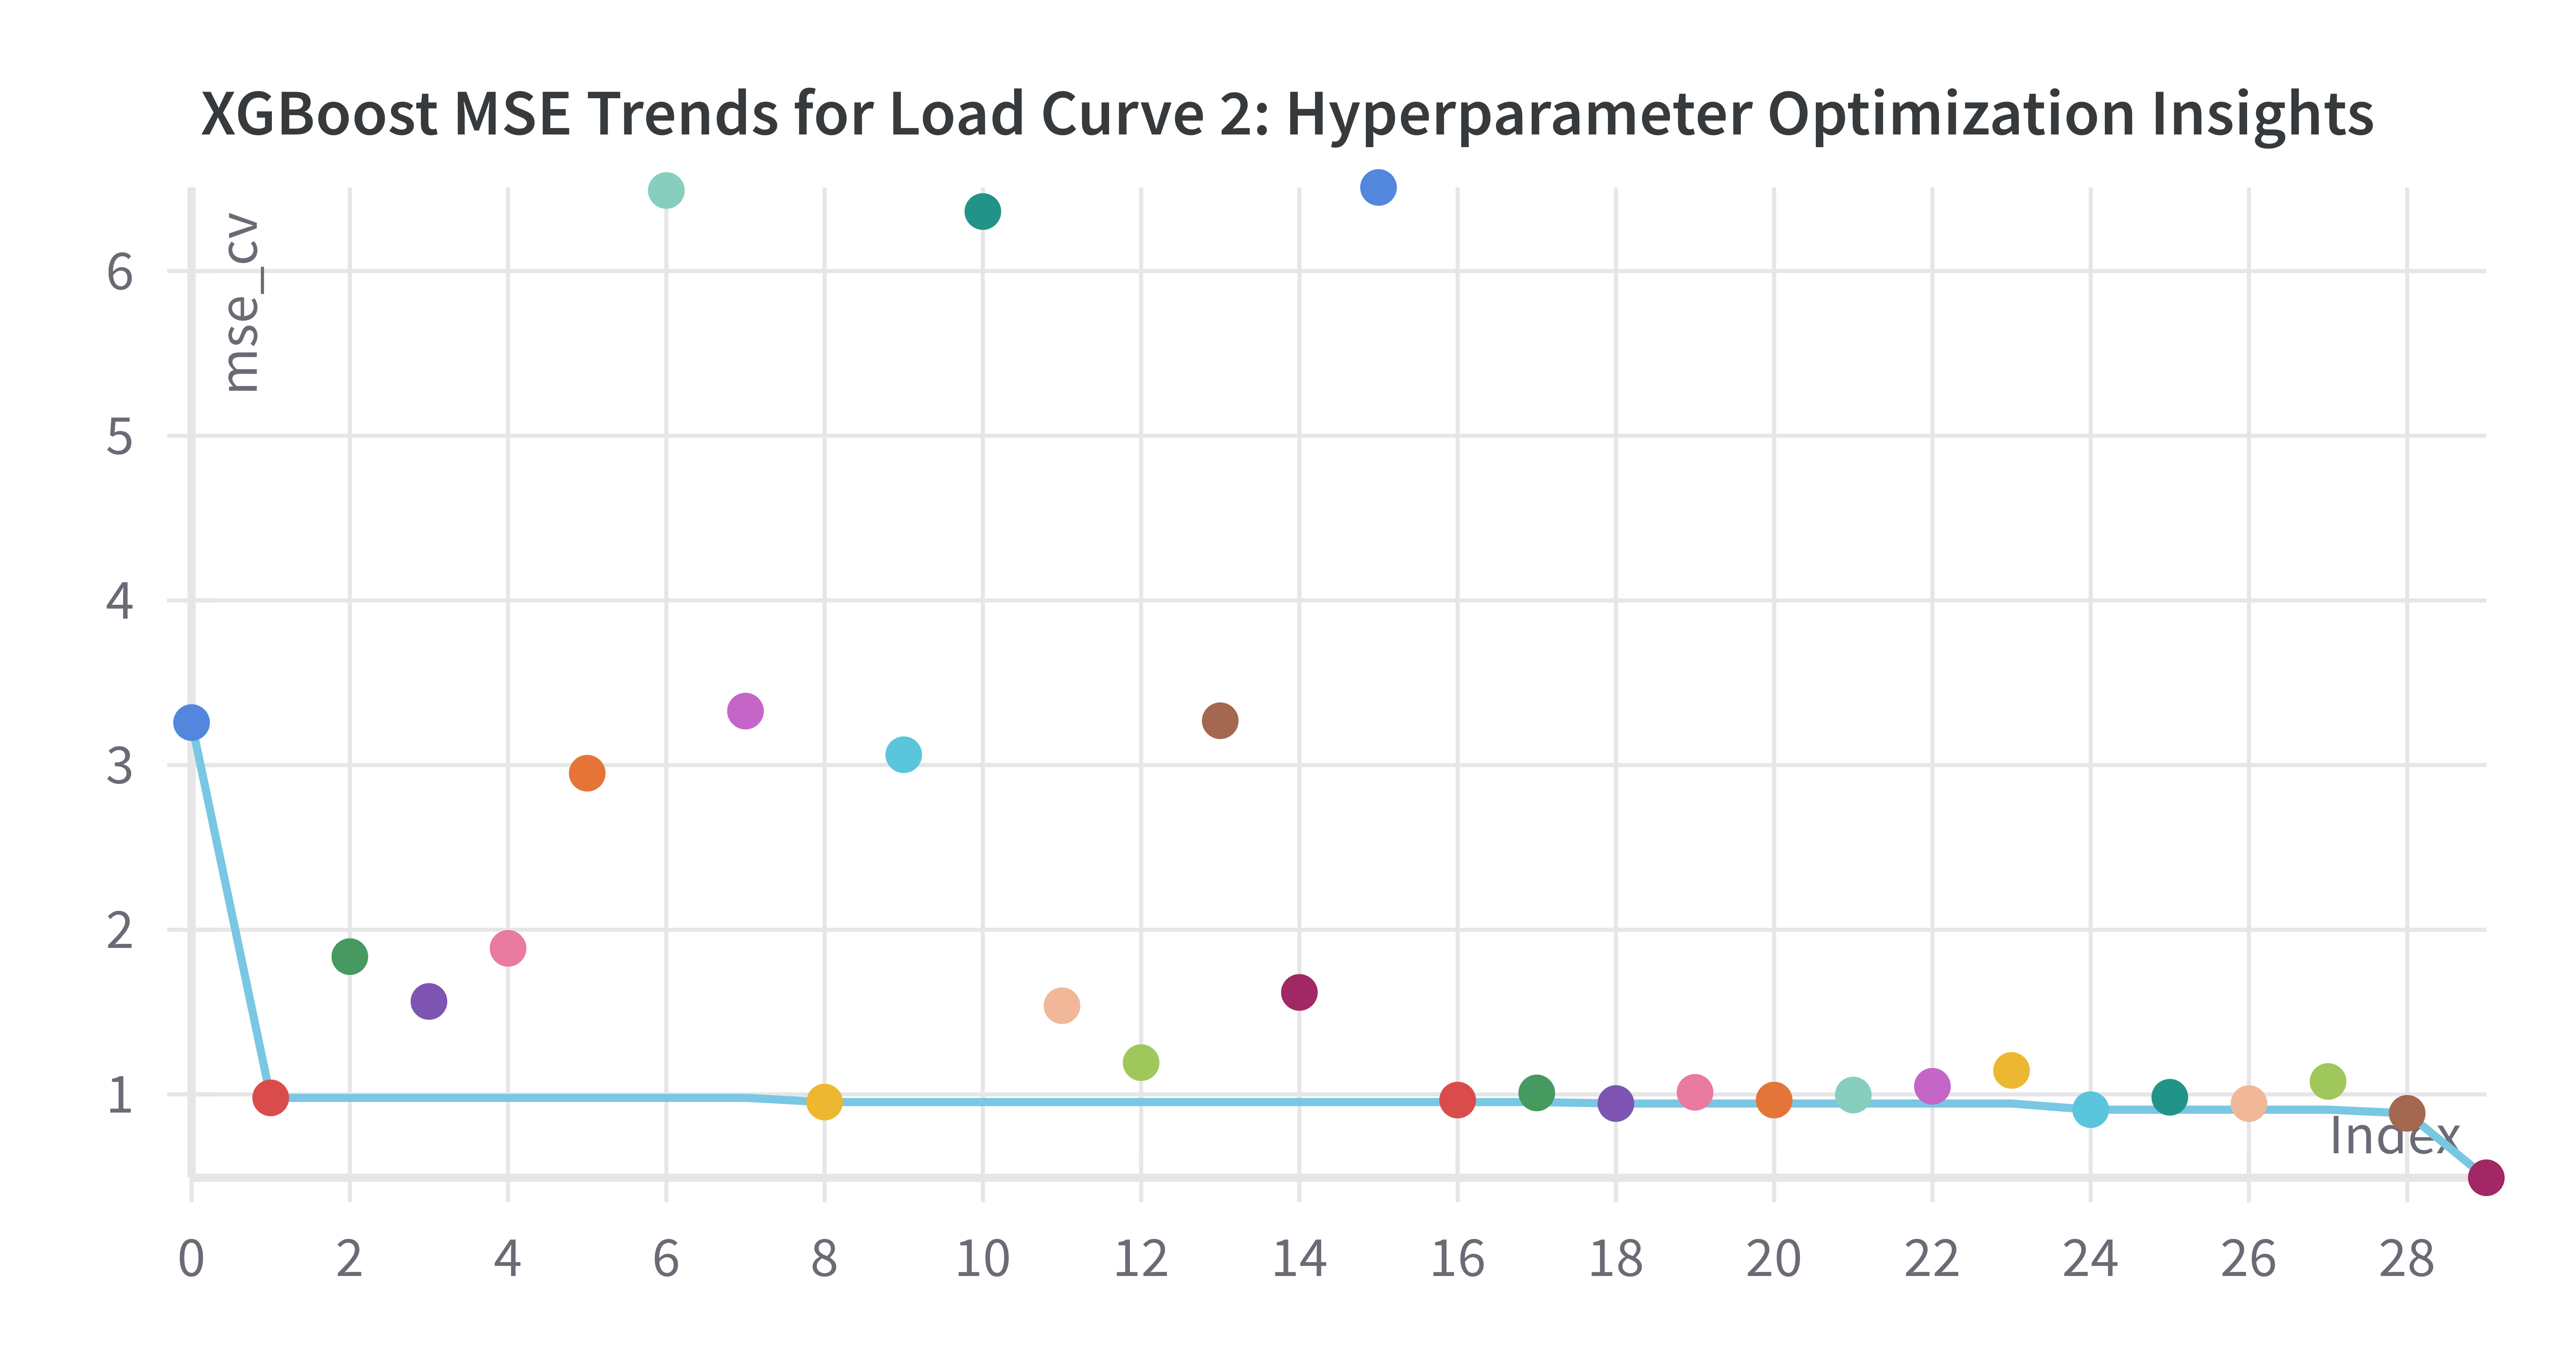 XGBoost MSE Trends for Load Curve 2: Hyperparameter Optimization Insights
mse_cv
6
5
4
3
2
1
Index
0 2 4 6 8 10 12 14 16 18 20 22 24 26 28